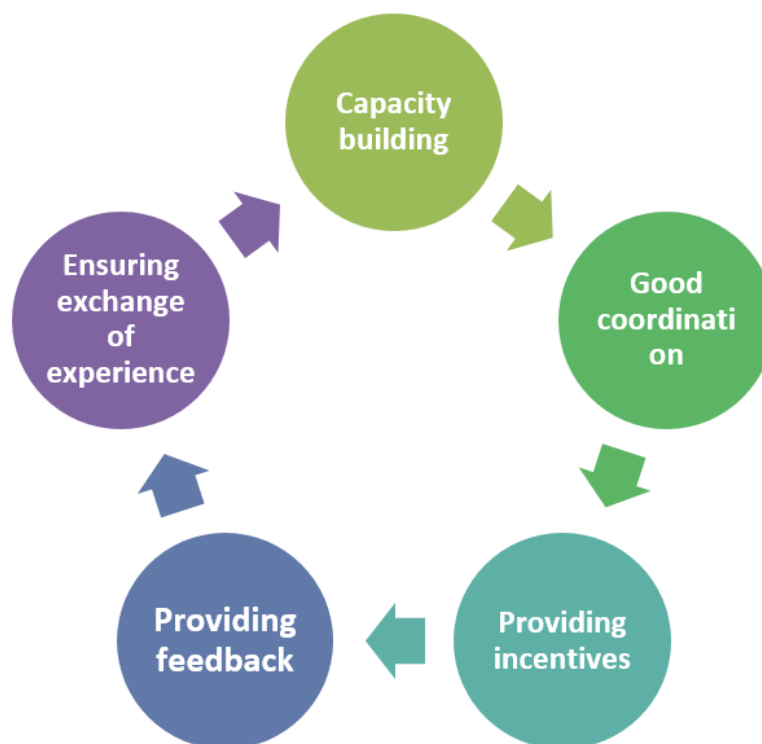 Capacity
building
Good
coordinati
on
Providing
incentives
Providing
feedback
Ensuring
exchange
of
experience